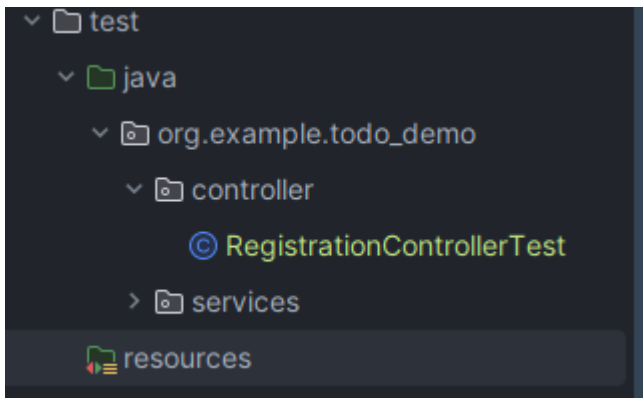 test
java
org.example.todo_demo
controller
RegistrationControllerTest
services
resources